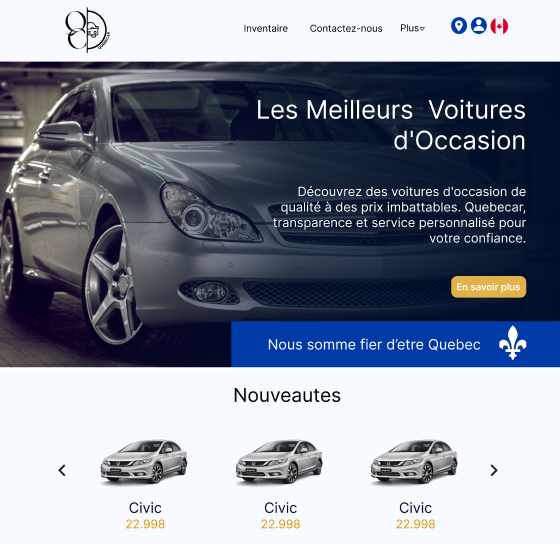 QUEBECAR
Inventaire Contactez-nous Plus
Les Meilleurs Voitures
d'Occasion
Découvrez des voitures d'occasion de
qualité à des prix imbattables. Quebecar,
transparence et service personnalisé pour
votre confiance.
En savoir plus
Nous somme fier d’etre Quebec
Nouveautes
Civic Civic Civic
22.998 22.998 22.998